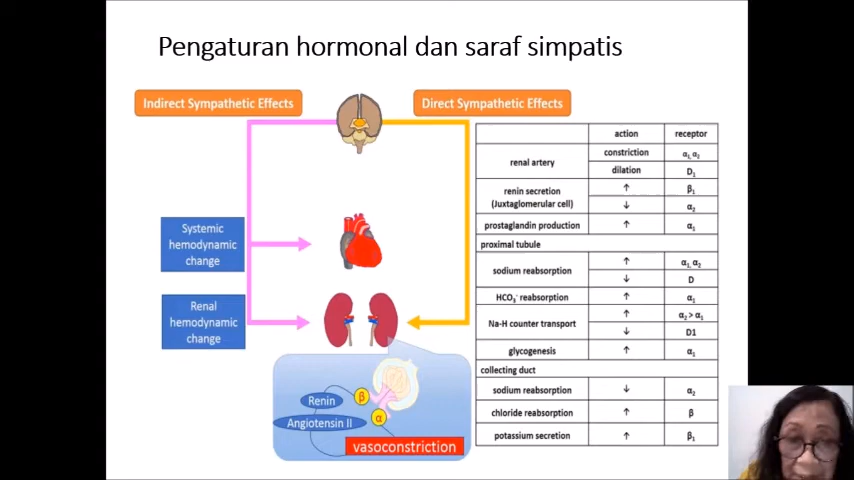 Pengaturan hormonal dan saraf simpatis
Indirect Sympathetic Effects
Direct Sympathetic Effects
Systemic
hemodynamic
change
Renal
hemodynamic
change
Renin
β
Angiotensin II
α
vasoconstriction
action receptor
renal artery
constriction α₁, α₂
dilation D₁
renin secretion
(Juxtaglomerular cell)
↑ β₁
↓ α₂
prostaglandin production ↑ α₁
proximal tubule
sodium reabsorption
↑ α₁, α₂
↓ D
HCO₃⁻ reabsorption ↑ α₁
Na-H counter transport
↑ α₂ > α₁
↓ D1
glycogenesis ↑ α₁
collecting duct
sodium reabsorption ↓ α₂
chloride reabsorption ↑ β
potassium secretion ↑ β₁